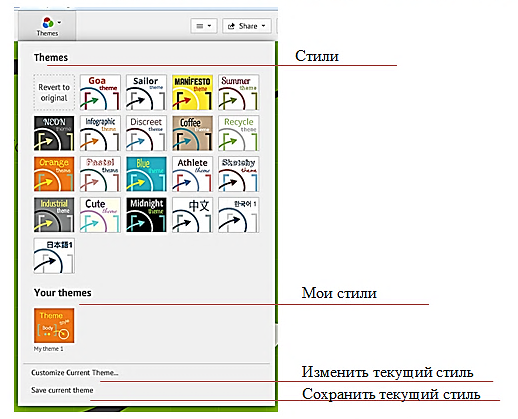 Themes
Share
Themes
Стили
Revert to original
Goa theme
Sailor theme
MANIFESTO theme
Summer theme
NEON theme
Infographic theme
Discreet theme
Coffee theme
Recycle theme
Orange theme
Pastel theme
Blue theme
Athlete theme
Sketchy theme
Industrial theme
Cute theme
Midnight theme
中文
한국어 1
日本語1
Your themes
Мои стили
Theme
Body
My theme 1
Customize Current Theme...
Изменить текущий стиль
Save current theme
Сохранить текущий стиль